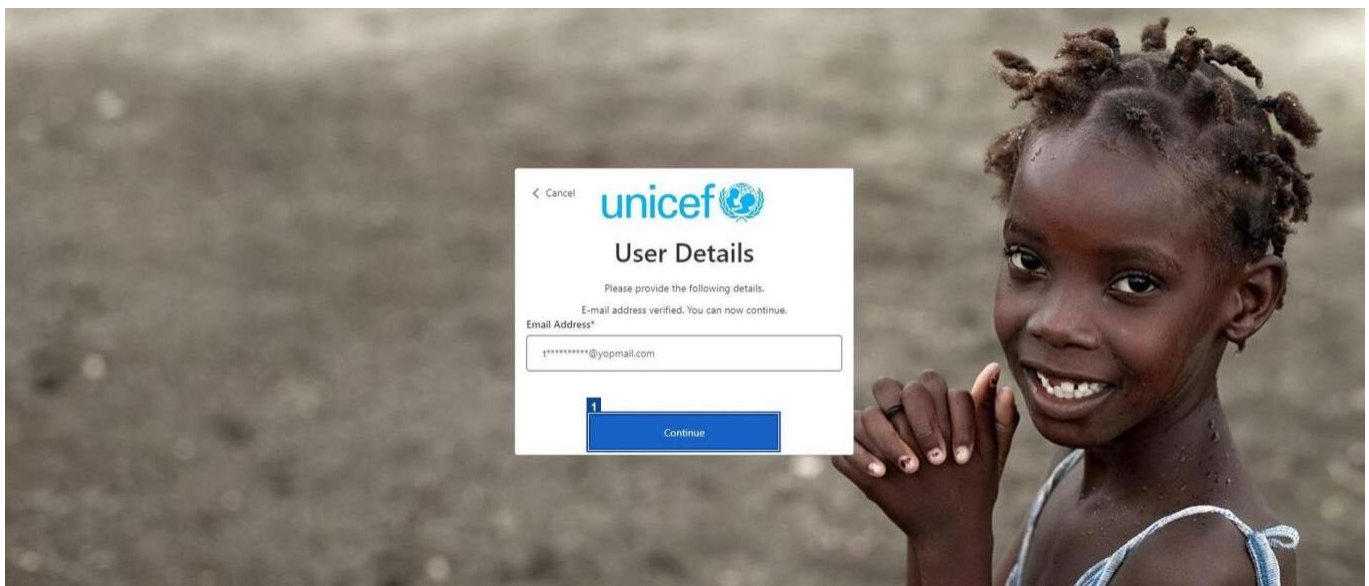 < Cancel
unicef
User Details
Please provide the following details.
E-mail address verified. You can now continue.
Email Address*
t**********@yopmail.com
1
Continue